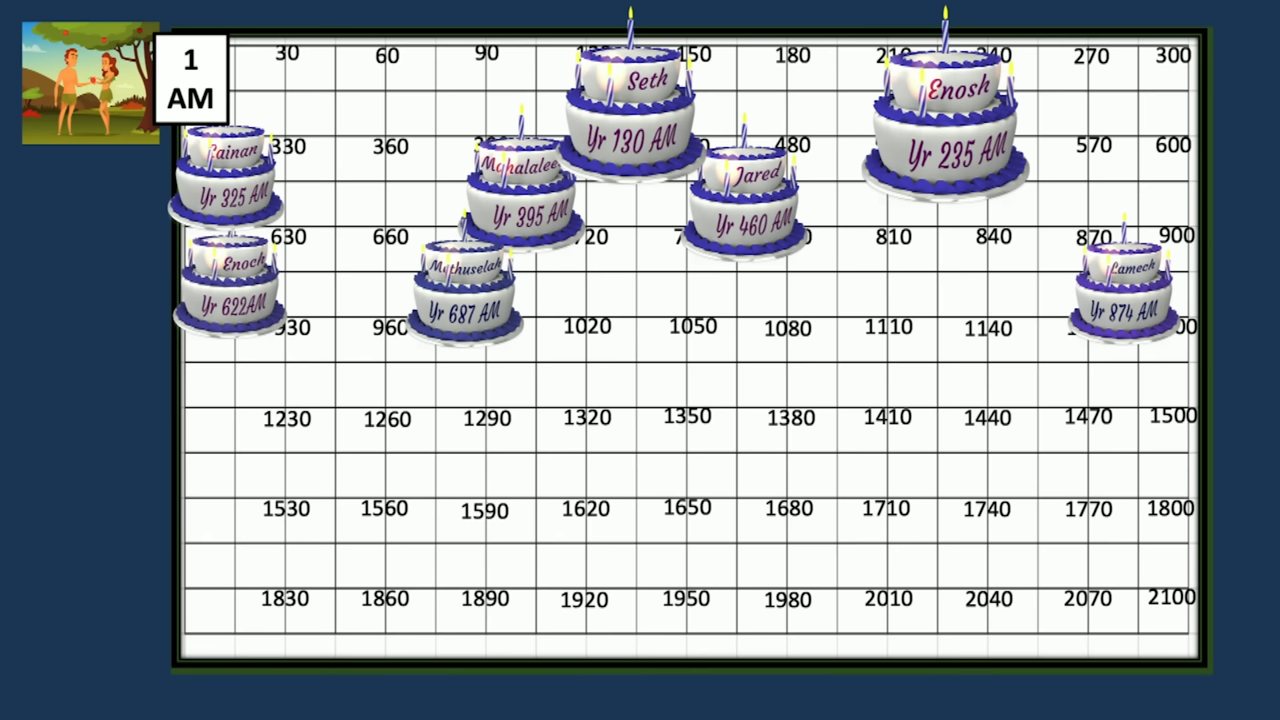 1
AM
30 60 90 150 180 240 270 300
Seth
Yr 130 AM
Enosh
Yr 235 AM
330 360 480 570 600
Cainan
Yr 325 AM
Mahalalee
Yr 395 AM
Jared
Yr 460 AM
630 660 810 840 870 900
Enoch
Yr 622AM
Methuselah
Yr 687 AM
Lamech
Yr 874 AM
960 1020 1050 1080 1110 1140
1230 1260 1290 1320 1350 1380 1410 1440 1470 1500
1530 1560 1590 1620 1650 1680 1710 1740 1770 1800
1830 1860 1890 1920 1950 1980 2010 2040 2070 2100